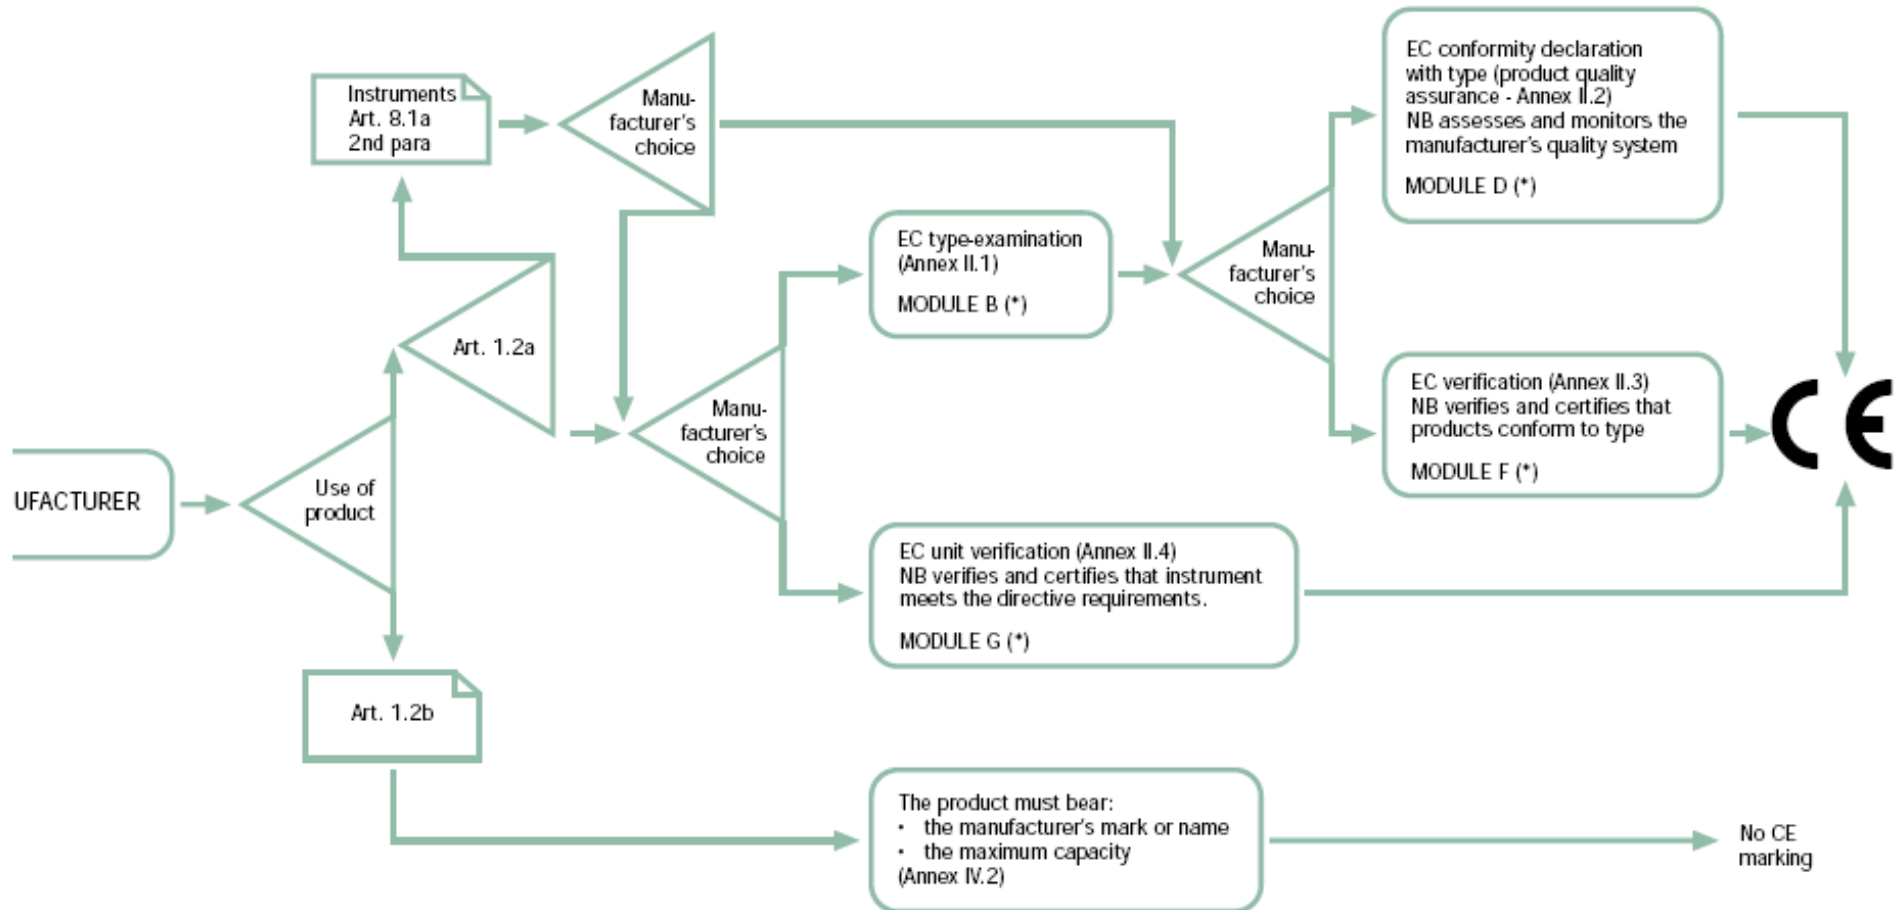 Instruments
Art. 8.1a
2nd para
Manu-
facturer's
choice
EC conformity declaration
with type (product quality
assurance - Annex II.2)
NB assesses and monitors the
manufacturer's quality system
MODULE D (*)
EC type-examination
(Annex II.1)
MODULE B (*)
Manu-
facturer's
choice
Art. 1.2a
Manu-
facturer's
choice
EC verification (Annex II.3)
NB verifies and certifies that
products conform to type
MODULE F (*)
CE
UFACTURER
Use of
product
EC unit verification (Annex II.4)
NB verifies and certifies that instrument
meets the directive requirements.
MODULE G (*)
Art. 1.2b
The product must bear:
• the manufacturer's mark or name
• the maximum capacity
(Annex IV.2)
No CE
marking